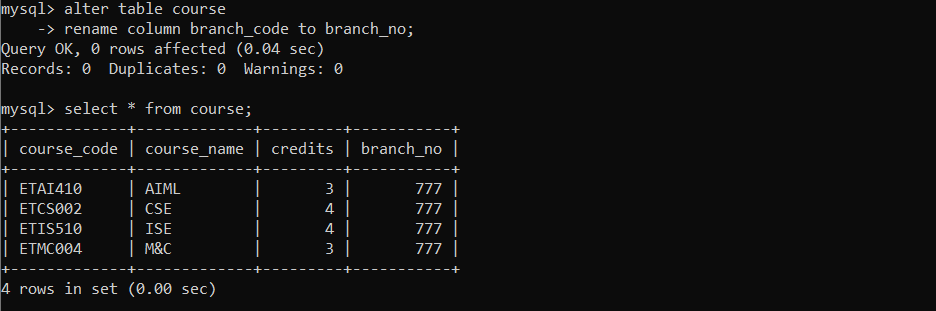 mysql> alter table course
    -> rename column branch_code to branch_no;
Query OK, 0 rows affected (0.04 sec)
Records: 0  Duplicates: 0  Warnings: 0

mysql> select * from course;
+-------------+-------------+---------+-----------+
| course_code | course_name | credits | branch_no |
+-------------+-------------+---------+-----------+
| ETAI410     | AIML        |       3 |       777 |
| ETCS002     | CSE         |       4 |       777 |
| ETIS510     | ISE         |       4 |       777 |
| ETMC004     | M&C         |       3 |       777 |
+-------------+-------------+---------+-----------+
4 rows in set (0.00 sec)